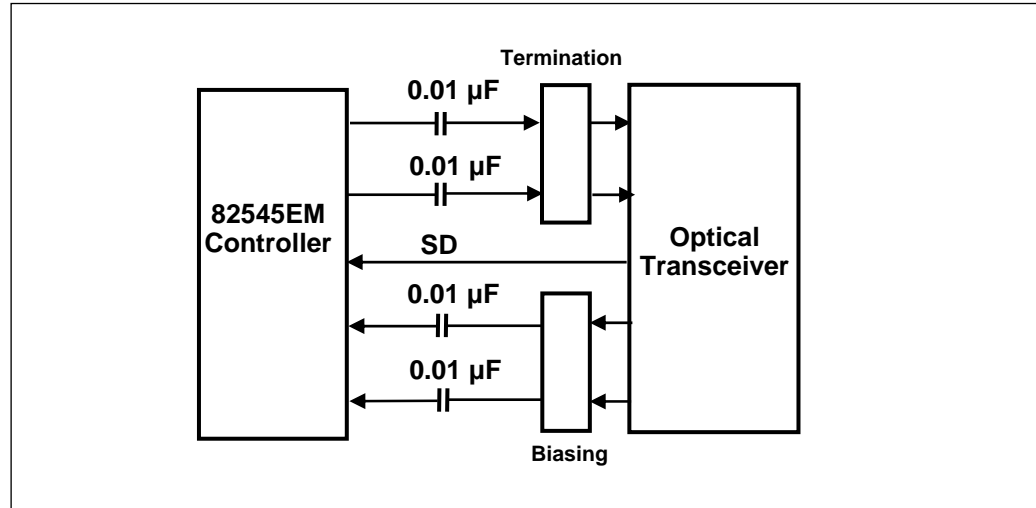 Termination
0.01 µF
0.01 µF
82545EM
Controller
SD
Optical
Transceiver
0.01 µF
0.01 µF
Biasing